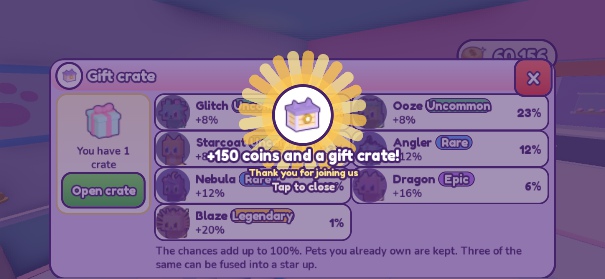 60,156
Gift crate
X
Glitch
+8%
Ooze Uncommon
+8%
23%
You have 1
crate
Open crate
Starcoat
Angler Rare
12%
12%
+150 coins and a gift crate!
Thank you for joining us
Tap to close
Nebula Rare
+12%
Dragon Epic
+16%
6%
Blaze Legendary
+20%
1%
The chances add up to 100%. Pets you already own are kept. Three of the
same can be fused into a star up.